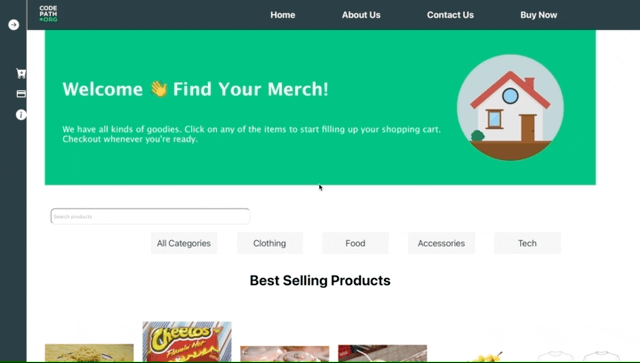 CODE
PATH
*ORG
Home
About Us
Contact Us
Buy Now
Welcome 👋 Find Your Merch!
We have all kinds of goodies. Click on any of the items to start filling up your shopping cart.
Checkout whenever you're ready.
Search products
All Categories
Clothing
Food
Accessories
Tech
Best Selling Products
Cheetos
Flamin' Hot